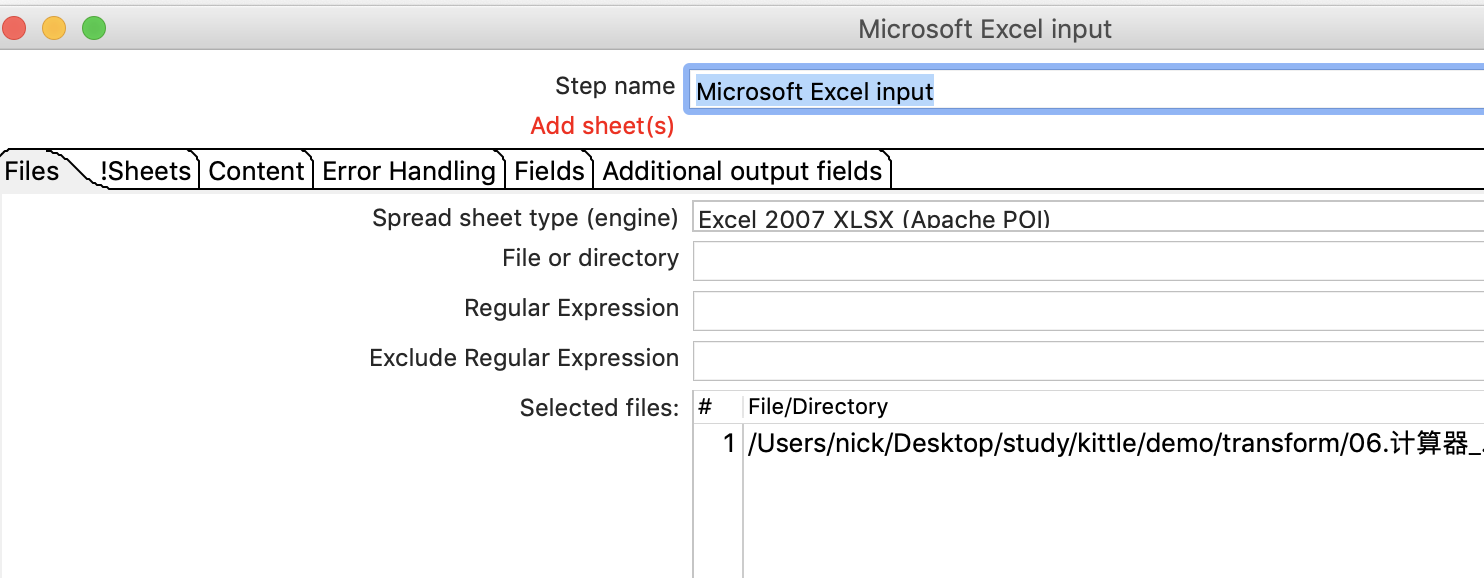 Microsoft Excel input
Step name Microsoft Excel input
Add sheet(s)
Files !Sheets Content Error Handling Fields Additional output fields
Spread sheet type (engine) Excel 2007 XLSX (Apache POI)
File or directory
Regular Expression
Exclude Regular Expression
Selected files: # File/Directory
1 /Users/nick/Desktop/study/kittle/demo/transform/06.计算器_